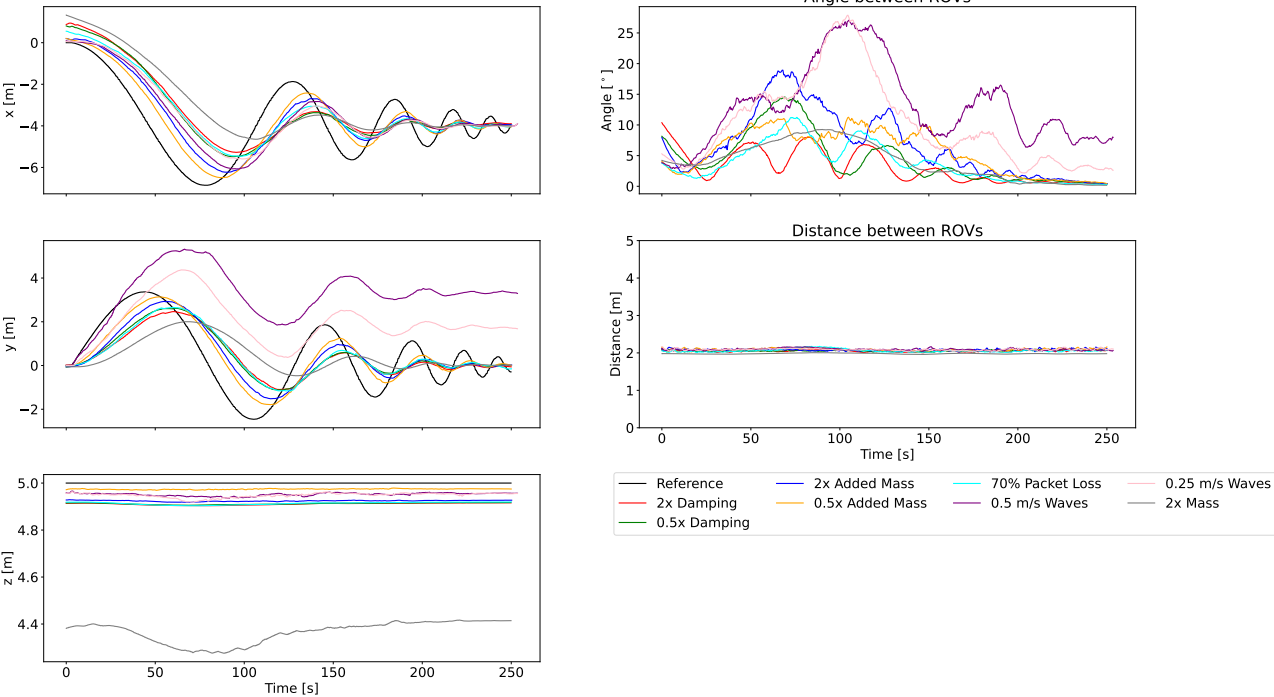 Angle between ROVs
x [m]
0
−2
−4
−6
Angle [°]
25
20
15
10
5
0
y [m]
4
2
0
−2
Distance between ROVs
Distance [m]
5
4
3
2
1
0
0 50 100 150 200 250
Time [s]
z [m]
5.0
4.8
4.6
4.4
0 50 100 150 200 250
Time [s]
Reference
2x Damping
0.5x Damping
2x Added Mass
0.5x Added Mass
70% Packet Loss
0.5 m/s Waves
0.25 m/s Waves
2x Mass